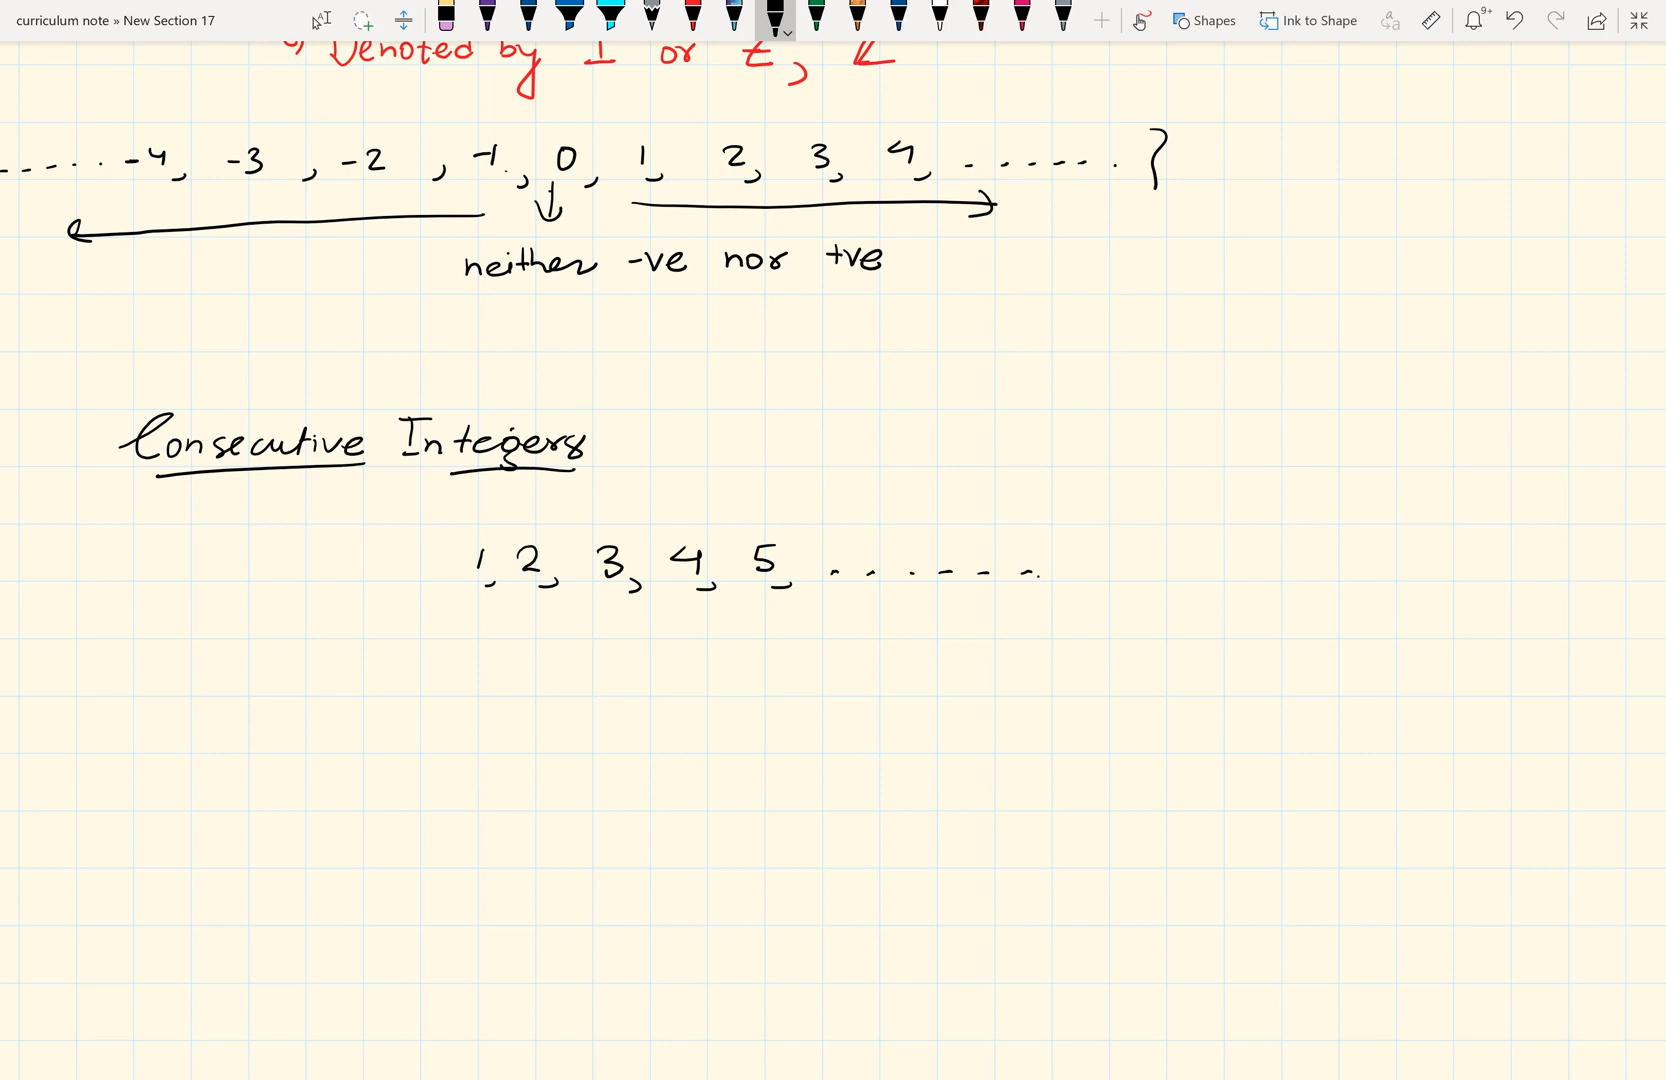 curriculum note » New Section 17
Shapes
Ink to Shape
9+
Denoted by I or Z, ℤ
..... -4, -3, -2, -1, 0, 1, 2, 3, 4, ...... }
neither -ve nor +ve
Consecutive Integers
1, 2, 3, 4, 5, .......